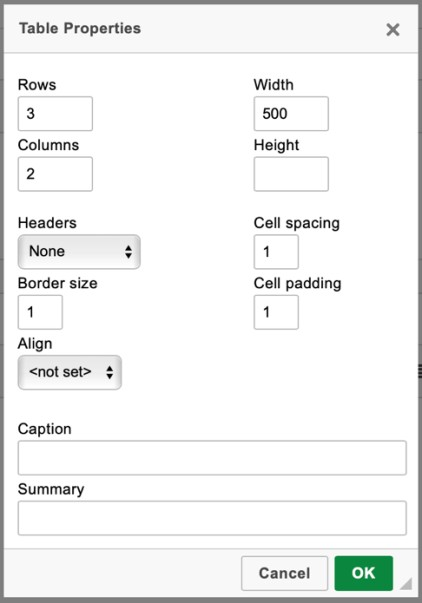 Table Properties ×
Rows Width
3 500
Columns Height
2
Headers Cell spacing
None 1
Border size Cell padding
1 1
Align
<not set>
Caption
Summary
Cancel OK